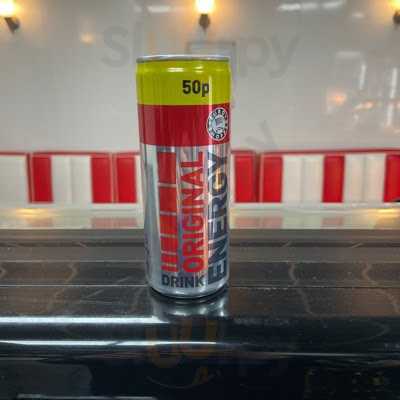 50p
ORIGINAL
ENERGY
DRINK